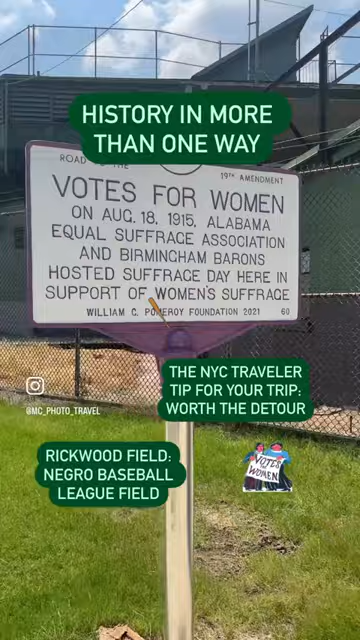 HISTORY IN MORE
THAN ONE WAY
ROAD TO THE
19TH AMENDMENT
VOTES FOR WOMEN
ON AUG. 18, 1915, ALABAMA
EQUAL SUFFRAGE ASSOCIATION
AND BIRMINGHAM BARONS
HOSTED SUFFRAGE DAY HERE IN
SUPPORT OF WOMEN'S SUFFRAGE
WILLIAM G. POMEROY FOUNDATION 2021 60
THE NYC TRAVELER
TIP FOR YOUR TRIP:
WORTH THE DETOUR
@MC_PHOTO_TRAVEL
RICKWOOD FIELD:
NEGRO BASEBALL
LEAGUE FIELD
VOTES
WOMEN